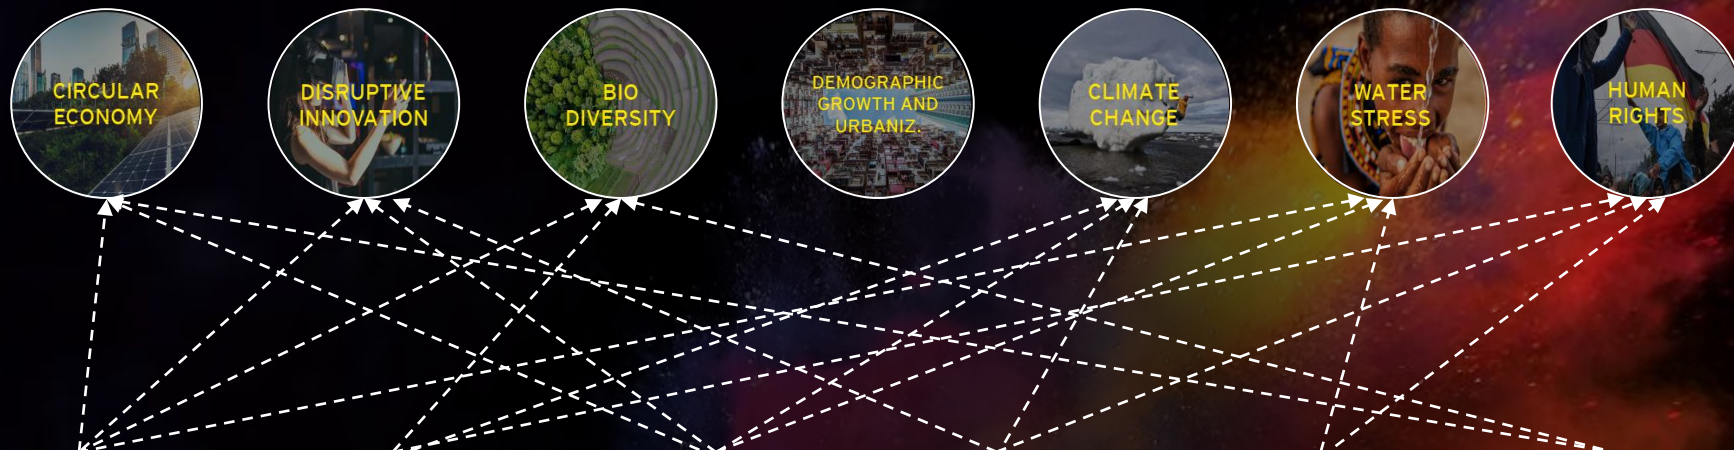 CIRCULAR
ECONOMY
DISRUPTIVE
INNOVATION
BIO
DIVERSITY
DEMOGRAPHIC
GROWTH AND
URBANIZ.
CLIMATE
CHANGE
WATER
STRESS
HUMAN
RIGHTS